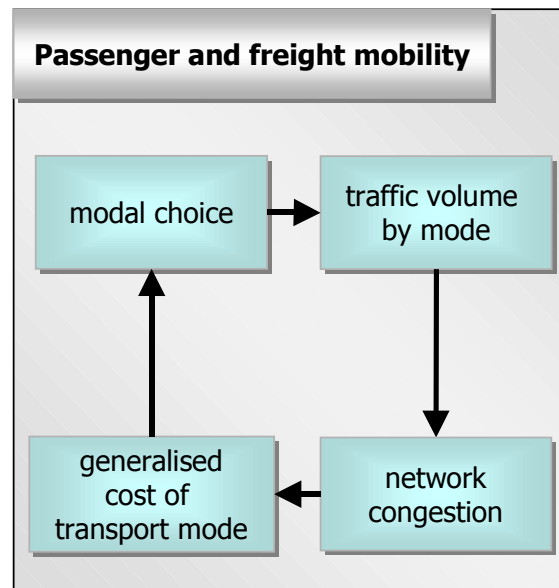 Passenger and freight mobility
modal choice
traffic volume
by mode
generalised
cost of
transport mode
network
congestion